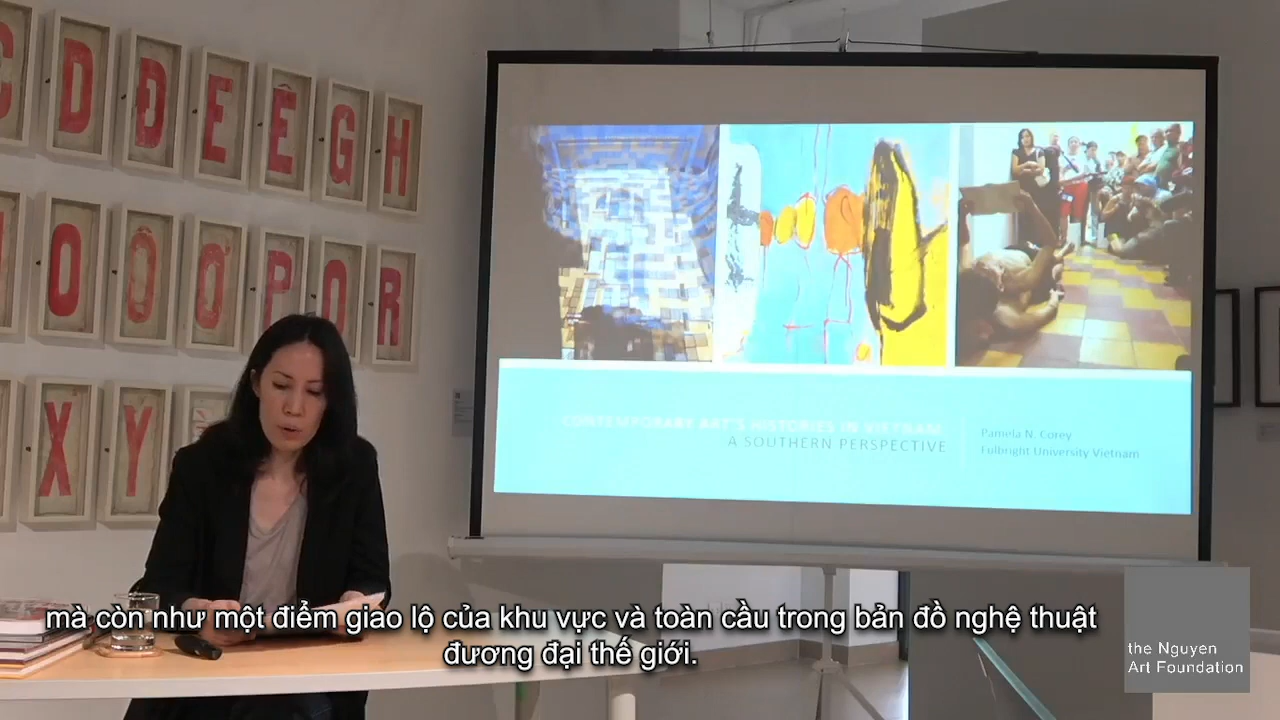 C D Đ E Ê G H
O Ô Ơ P Q R
X Y
CONTEMPORARY ART'S HISTORIES IN VIETNAM:
A SOUTHERN PERSPECTIVE
Pamela N. Corey
Fulbright University Vietnam
mà còn như một điểm giao lộ của khu vực và toàn cầu trong bản đồ nghệ thuật
đương đại thế giới.
the Nguyen
Art Foundation